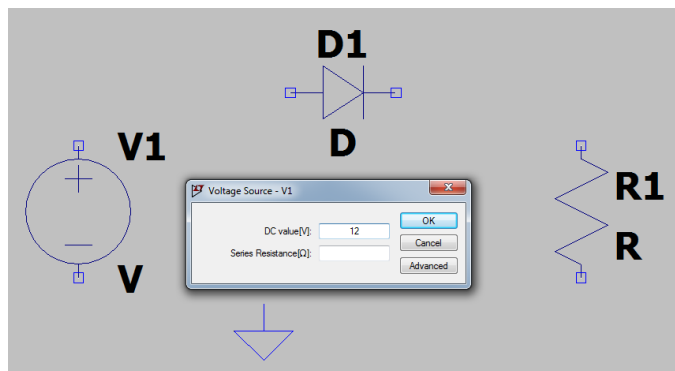 D1
D
V1
V
Voltage Source - V1
DC value[V]: 12
OK
Series Resistance[Ω]:
Cancel
Advanced
R1
R